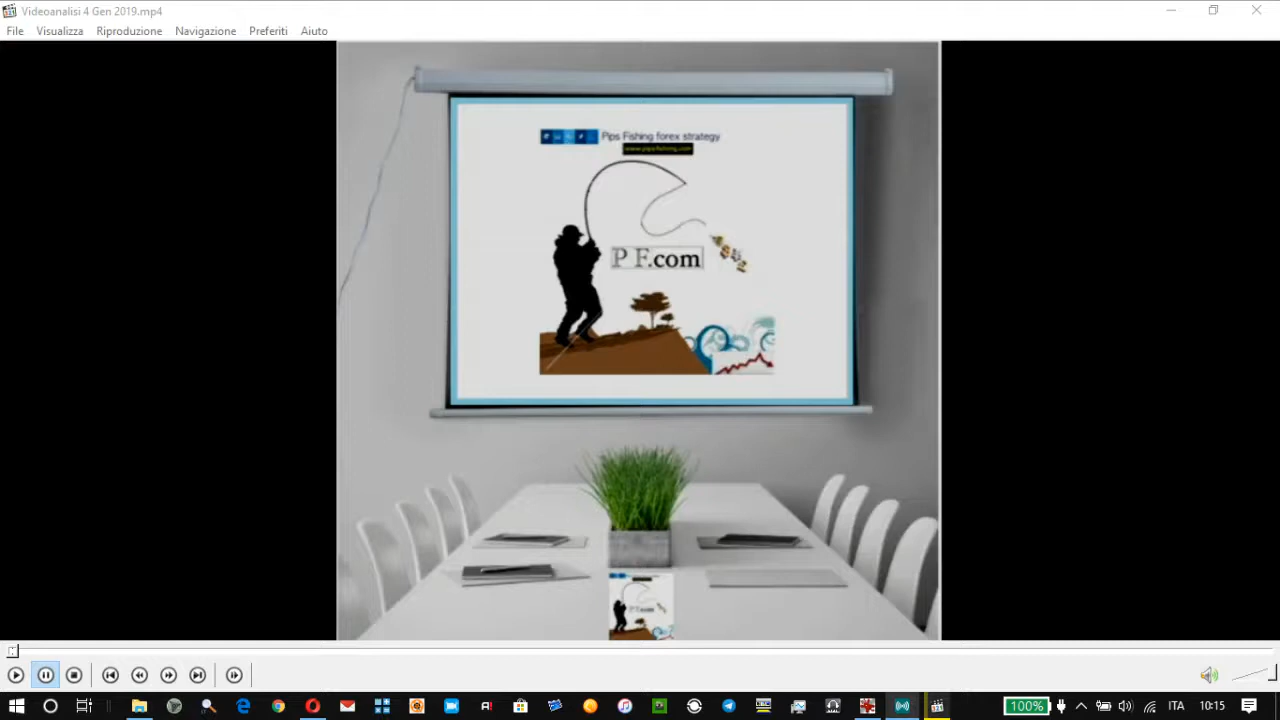 Videoanalisi 4 Gen 2019.mp4
File Visualizza Riproduzione Navigazione Preferiti Aiuto
Pips Fishing forex strategy
www.pipsfishing.com
P F.com
100% ITA 10:15